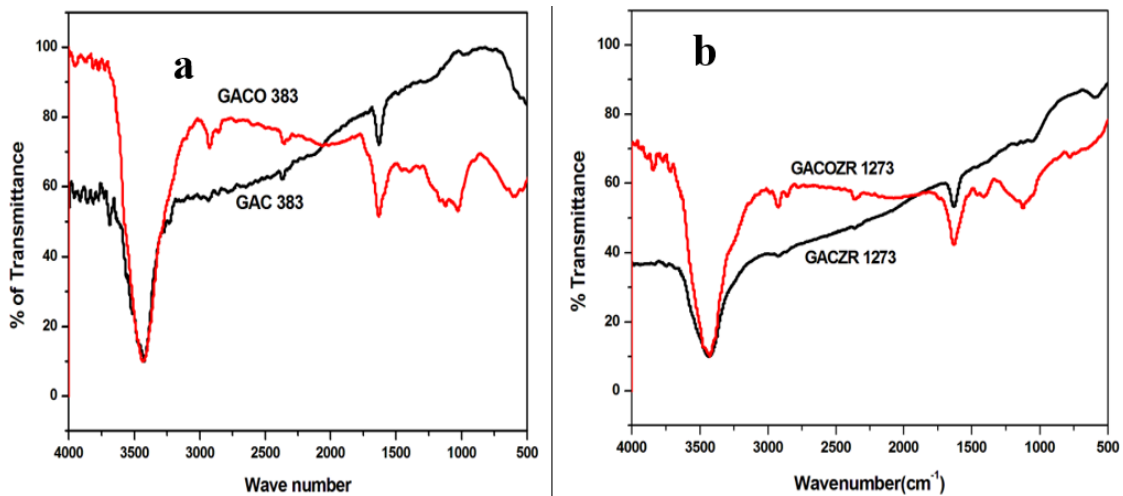 a
GACO 383
GAC 383
% of Transmittance
100
80
60
40
20
0
4000 3500 3000 2500 2000 1500 1000 500
Wave number
b
GACOZR 1273
GACZR 1273
% Transmittance
100
80
60
40
20
0
4000 3500 3000 2500 2000 1500 1000 500
Wavenumber(cm⁻¹)